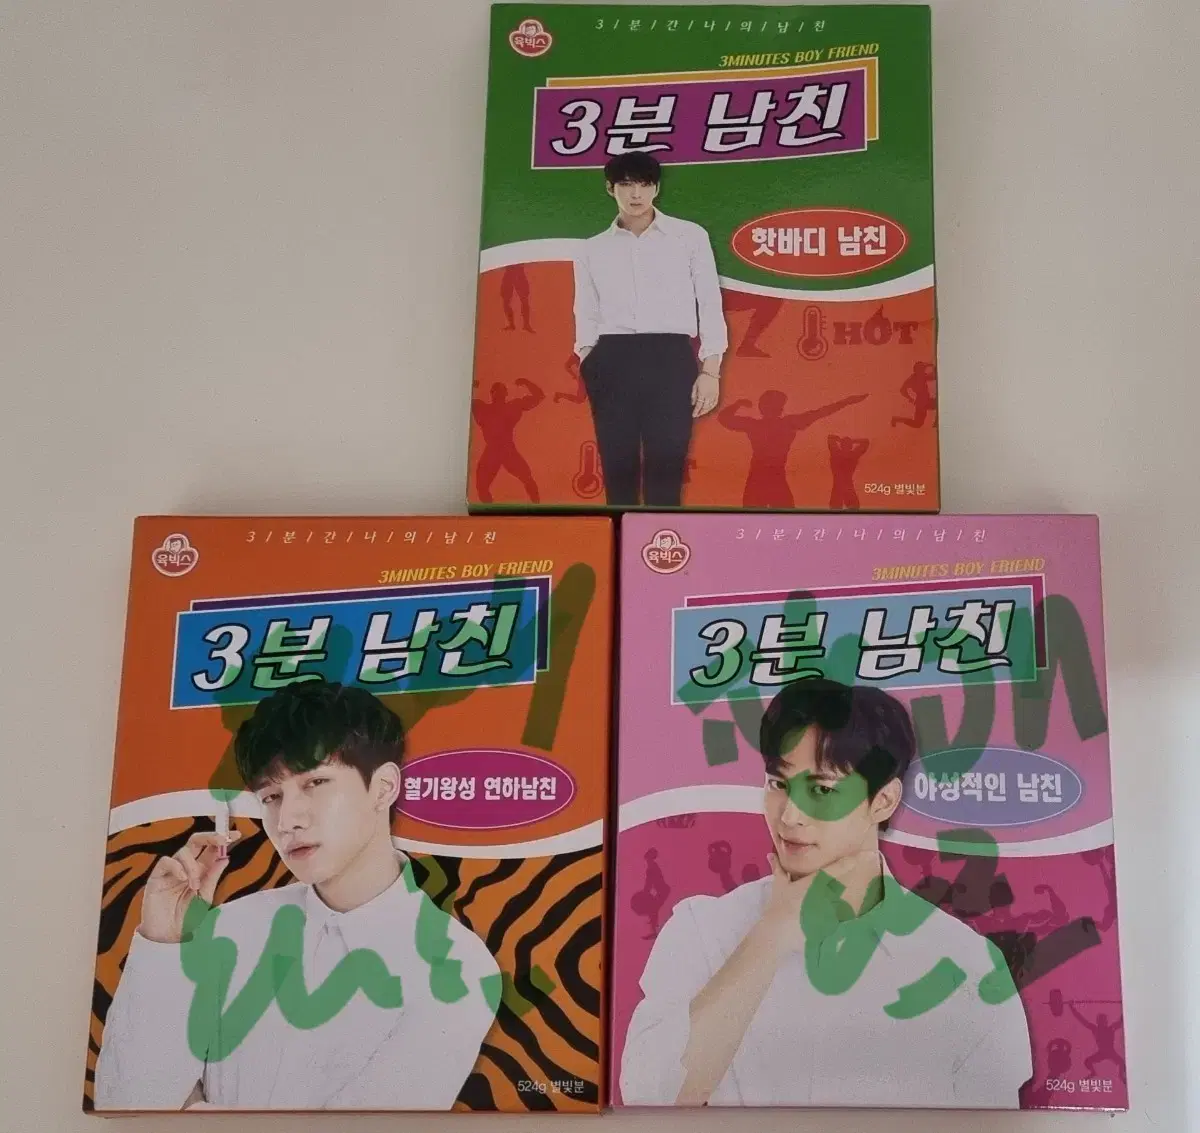 육빅스
3/분/간/나/의/남/친
3MINUTES BOY FRIEND
3분 남친
핫바디 남친
HOT
524g 별빛분
육빅스
3/분/간/나/의/남/친
3MINUTES BOY FRIEND
3분 남친
혈기왕성 연하남친
524g 별빛분
육빅스
3/분/간/나/의/남/친
3MINUTES BOY FRIEND
3분 남친
야성적인 남친
524g 별빛분